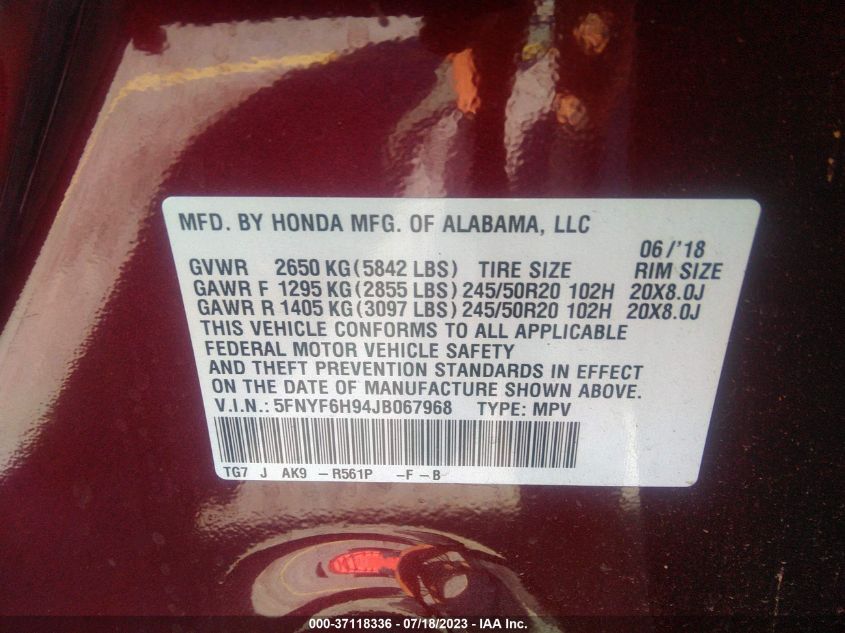 MFD. BY HONDA MFG. OF ALABAMA, LLC
06/'18
GVWR 2650 KG(5842 LBS) TIRE SIZE RIM SIZE
GAWR F 1295 KG(2855 LBS)245/50R20 102H 20X8.0J
GAWR R 1405 KG(3097 LBS)245/50R20 102H 20X8.0J
THIS VEHICLE CONFORMS TO ALL APPLICABLE
FEDERAL MOTOR VEHICLE SAFETY
AND THEFT PREVENTION STANDARDS IN EFFECT
ON THE DATE OF MANUFACTURE SHOWN ABOVE.
V.I.N.: 5FNYF6H94JB067968 TYPE: MPV
TG7 J AK9 -R561P -F-B
000-37118336 - 07/18/2023 - IAA Inc.